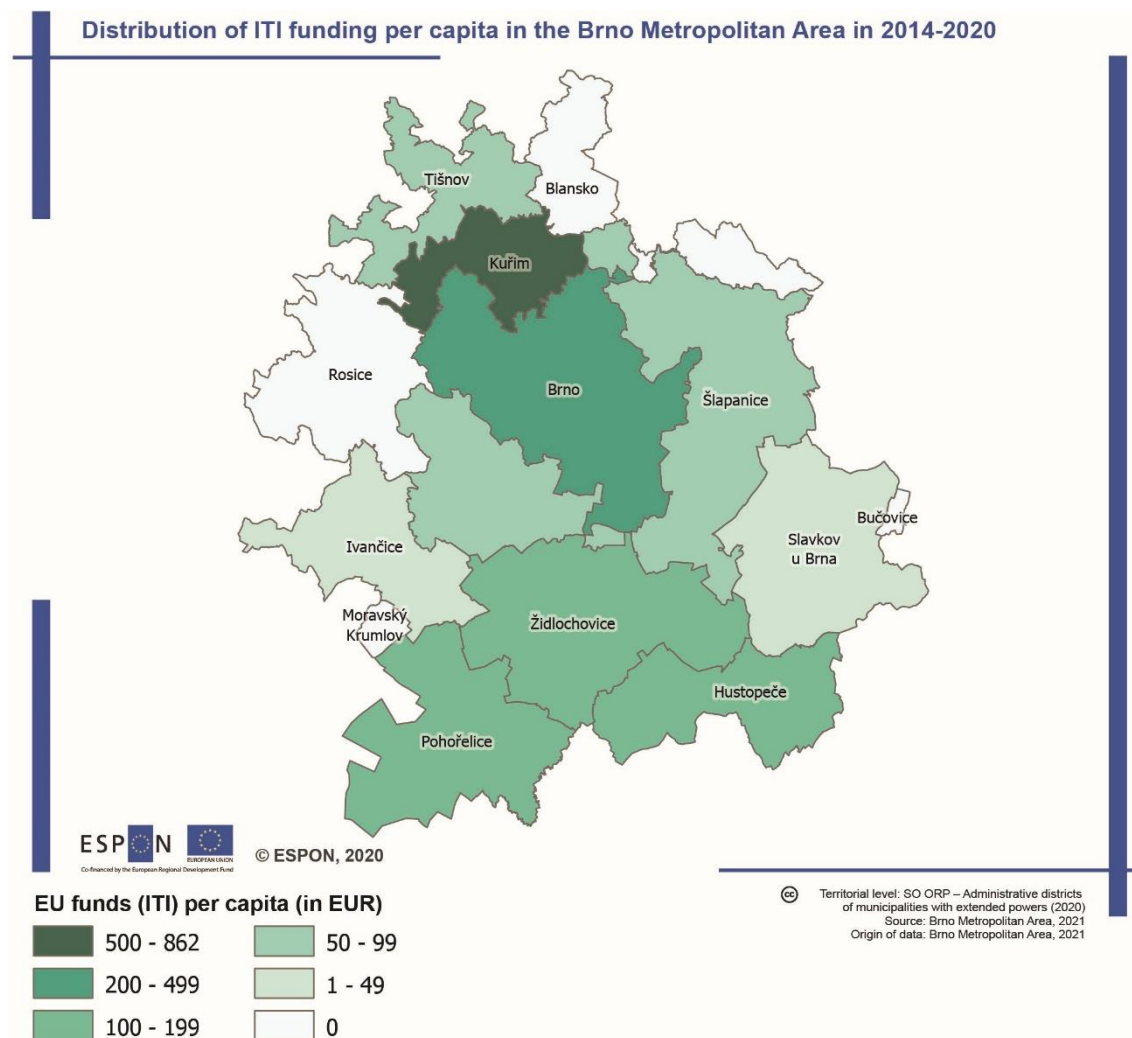 Distribution of ITI funding per capita in the Brno Metropolitan Area in 2014-2020
Tišnov
Blansko
Kuřim
Rosice
Brno
Šlapanice
Bučovice
Ivančice
Slavkov
u Brna
Moravský
Krumlov
Židlochovice
Hustopeče
Pohořelice
ESPON
EUROPEAN UNION
Co-financed by the European Regional Development Fund
© ESPON, 2020
EU funds (ITI) per capita (in EUR)
500 - 862
200 - 499
100 - 199
50 - 99
1 - 49
0
cc
Territorial level: SO ORP – Administrative districts
of municipalities with extended powers (2020)
Source: Brno Metropolitan Area, 2021
Origin of data: Brno Metropolitan Area, 2021